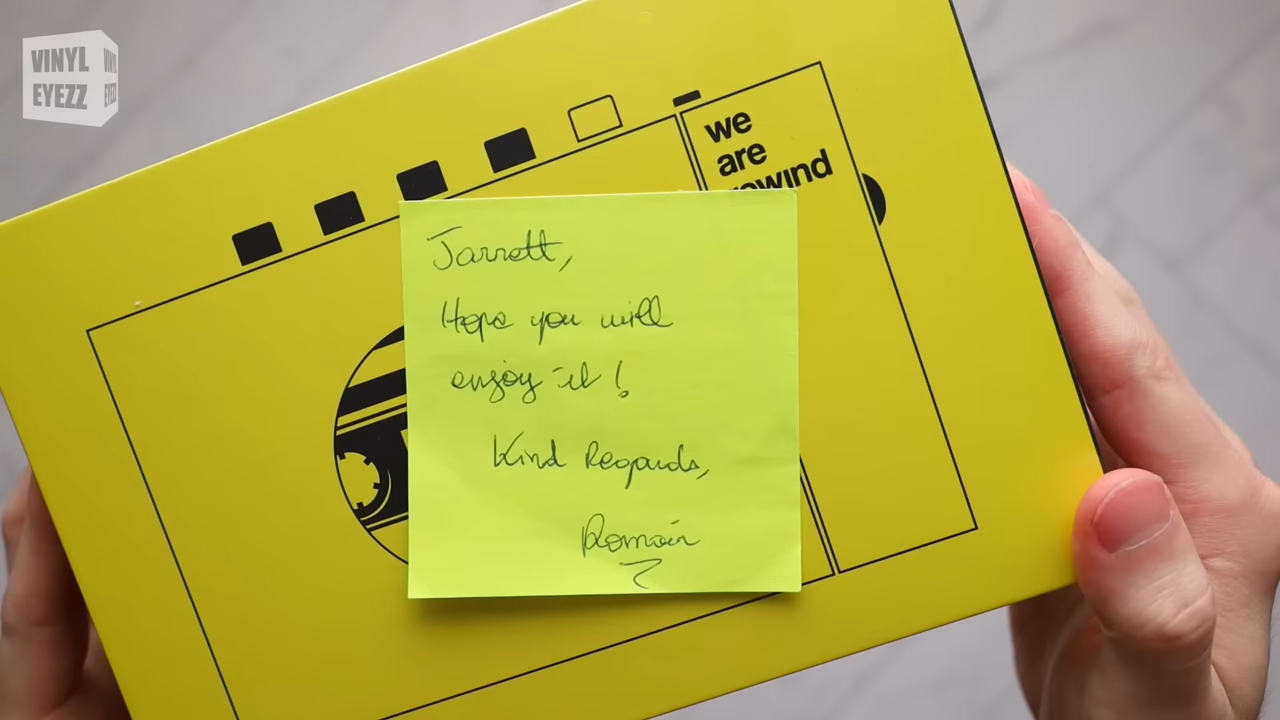 VINYL
EYEZZ
VINYL
EYEZZ
we
are
rewind
Jarrett,
Hope you will
enjoy it!
Kind Regards,
Romain